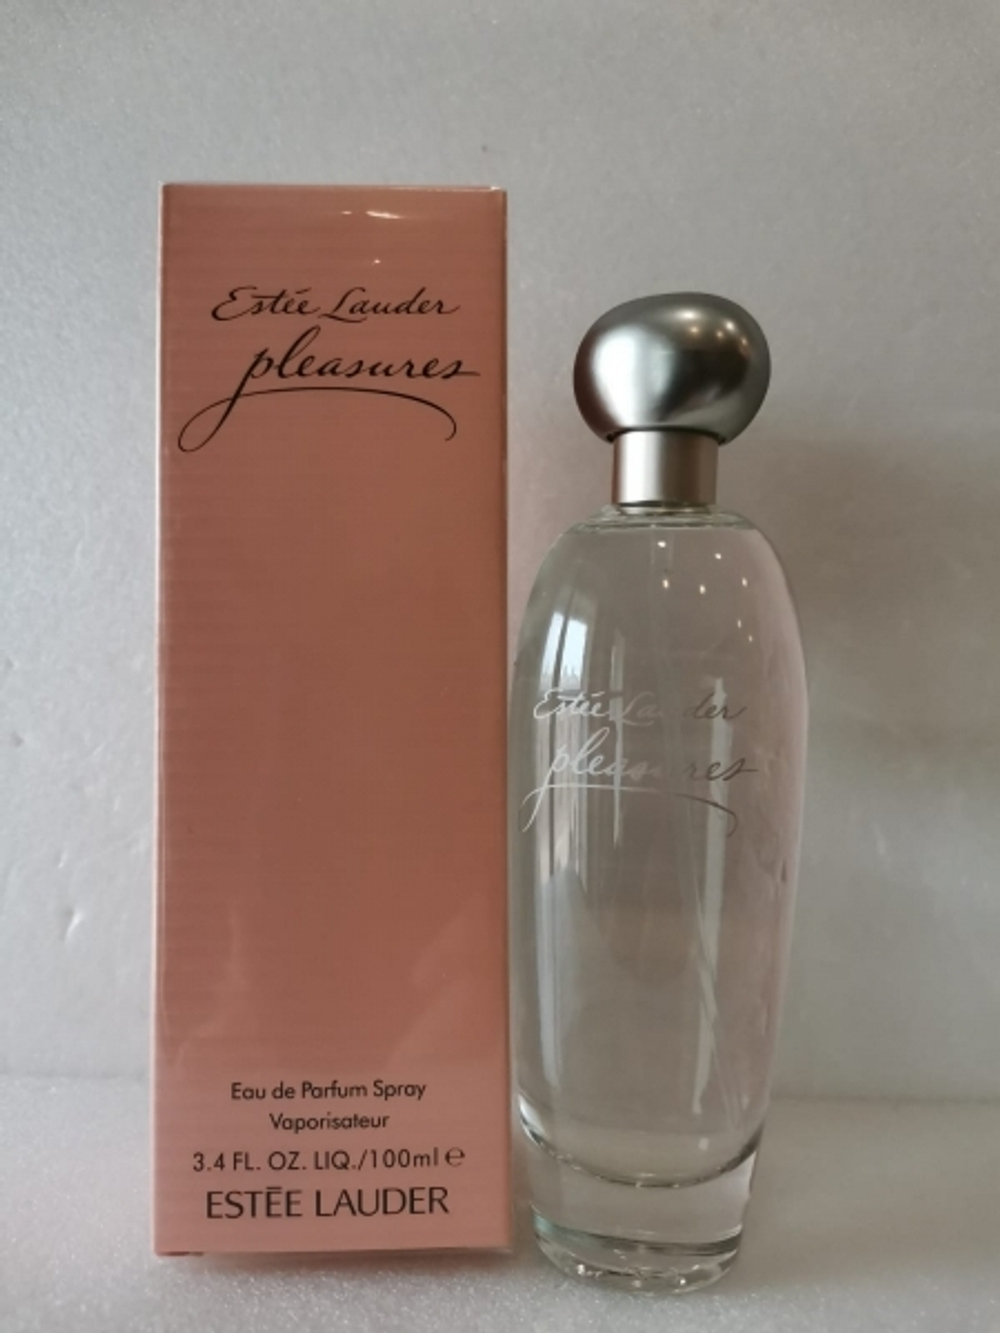 Estée Lauder
pleasures
Eau de Parfum Spray
Vaporisateur
3.4 FL. OZ. LIQ./100ml ℮
ESTĒE LAUDER
Estée Lauder
pleasures